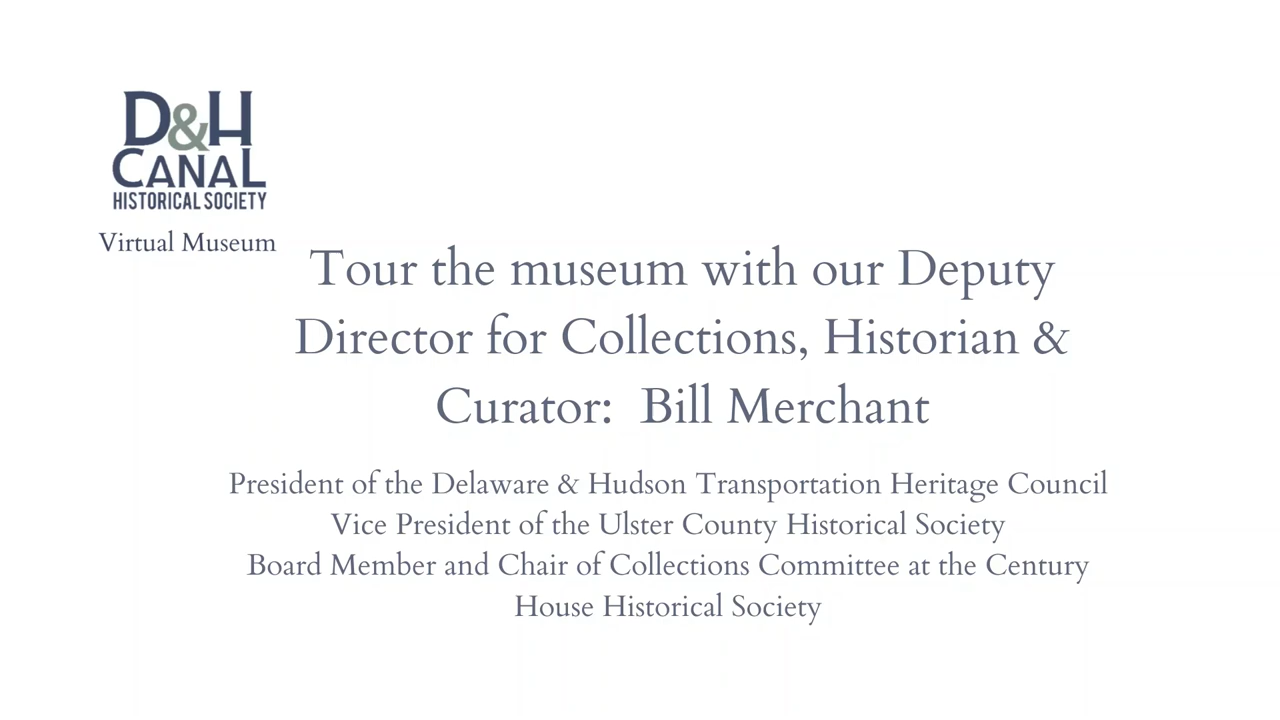 D&H
CANAL
HISTORICAL SOCIETY
Virtual Museum
Tour the museum with our Deputy
Director for Collections, Historian &
Curator: Bill Merchant
President of the Delaware & Hudson Transportation Heritage Council
Vice President of the Ulster County Historical Society
Board Member and Chair of Collections Committee at the Century
House Historical Society